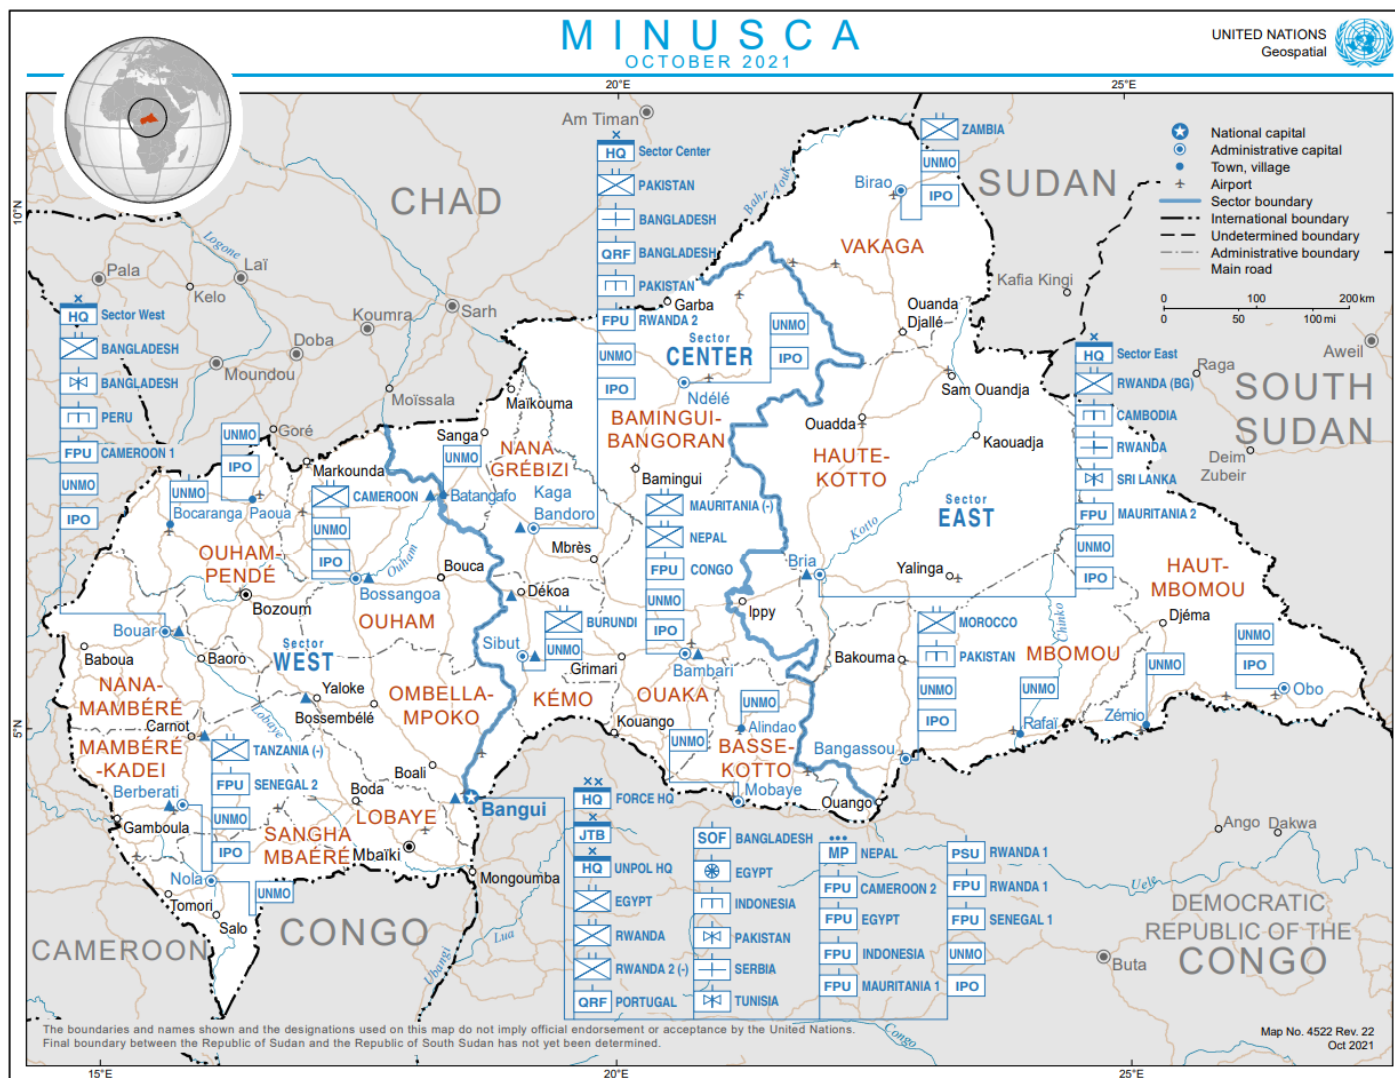 MINUSCA
OCTOBER 2021
UNITED NATIONS
Geospatial
20°E
25°E
Am Timan
HQ Sector Center
PAKISTAN
BANGLADESH
QRF BANGLADESH
PAKISTAN
FPU RWANDA 2
UNMO
IPO
ZAMBIA
UNMO
IPO
National capital
Administrative capital
Town, village
Airport
Sector boundary
International boundary
Undetermined boundary
Administrative boundary
Main road
0 100 200 km
0 50 100 mi
CHAD
SUDAN
SOUTH
SUDAN
CAMEROON
CONGO
DEMOCRATIC
REPUBLIC OF THE
CONGO
10°N
5°N
Bahr Aouk
Birao
VAKAGA
Kafia Kingi
Logone
Pala
Laï
Kelo
Koumra
Sarh
Doba
Moundou
Moïssala
Goré
Garba
Ouanda
Djallé
Aweil
Raga
Deim
Zubeir
HQ Sector West
BANGLADESH
BANGLADESH
PERU
FPU CAMEROON 1
UNMO
IPO
Sector
CENTER
UNMO
IPO
Ndélé
BAMINGUI-
BANGORAN
Maïkouma
Sanga
NANA
GRÉBIZI
Sam Ouandja
Ouadda
Kaouadja
HAUTE-
KOTTO
Sector
EAST
HQ Sector East
RWANDA (BG)
CAMBODIA
RWANDA
SRI LANKA
FPU MAURITANIA 2
UNMO
IPO
UNMO
IPO
UNMO
Bocaranga
Paoua
Markounda
CAMEROON
UNMO
IPO
UNMO
Batangafo
Kaga
Bandoro
Bamingui
MAURITANIA (-)
NEPAL
FPU CONGO
UNMO
IPO
Kotto
OUHAM-
PENDÉ
Ouham
Bouca
Mbrès
Bria
Yalinga
HAUT-
MBOMOU
Bozoum
Bossangoa
OUHAM
Dékoa
Ippy
Djéma
Chinko
Bouar
Sector
WEST
Sibut
BURUNDI
UNMO
Grimari
Bambari
MOROCCO
PAKISTAN
UNMO
IPO
Bakouma
MBOMOU
UNMO
UNMO
UNMO
IPO
Obo
Baboua
Baoro
NANA-
MAMBÉRÉ
Yaloke
Bossembélé
OMBELLA-
MPOKO
KÉMO
OUAKA
UNMO
Alindao
Kouango
UNMO
BASSE-
KOTTO
Bangassou
Rafaï
Zémio
Carnot
Lobaye
MAMBÉRÉ
-KADEI
TANZANIA (-)
FPU SENEGAL 2
UNMO
IPO
Berberati
Boali
Boda
LOBAYE
Bangui
Mobaye
Ouango
Gamboula
SANGHA
MBAÉRÉ
Mbaïki
Nola
UNMO
Mongoumba
Tomori
Salo
Lua
Ubangi
Ango
Dakwa
Uele
Buta
Congo
HQ FORCE HQ
JTB
HQ UNPOL HQ
EGYPT
RWANDA
RWANDA 2 (-)
QRF PORTUGAL
SOF BANGLADESH
EGYPT
INDONESIA
PAKISTAN
SERBIA
TUNISIA
MP NEPAL
FPU CAMEROON 2
FPU EGYPT
FPU INDONESIA
FPU MAURITANIA 1
PSU RWANDA 1
FPU RWANDA 1
FPU SENEGAL 1
UNMO
IPO
The boundaries and names shown and the designations used on this map do not imply official endorsement or acceptance by the United Nations.
Final boundary between the Republic of Sudan and the Republic of South Sudan has not yet been determined.
Map No. 4522 Rev. 22
Oct 2021
15°E
20°E
25°E